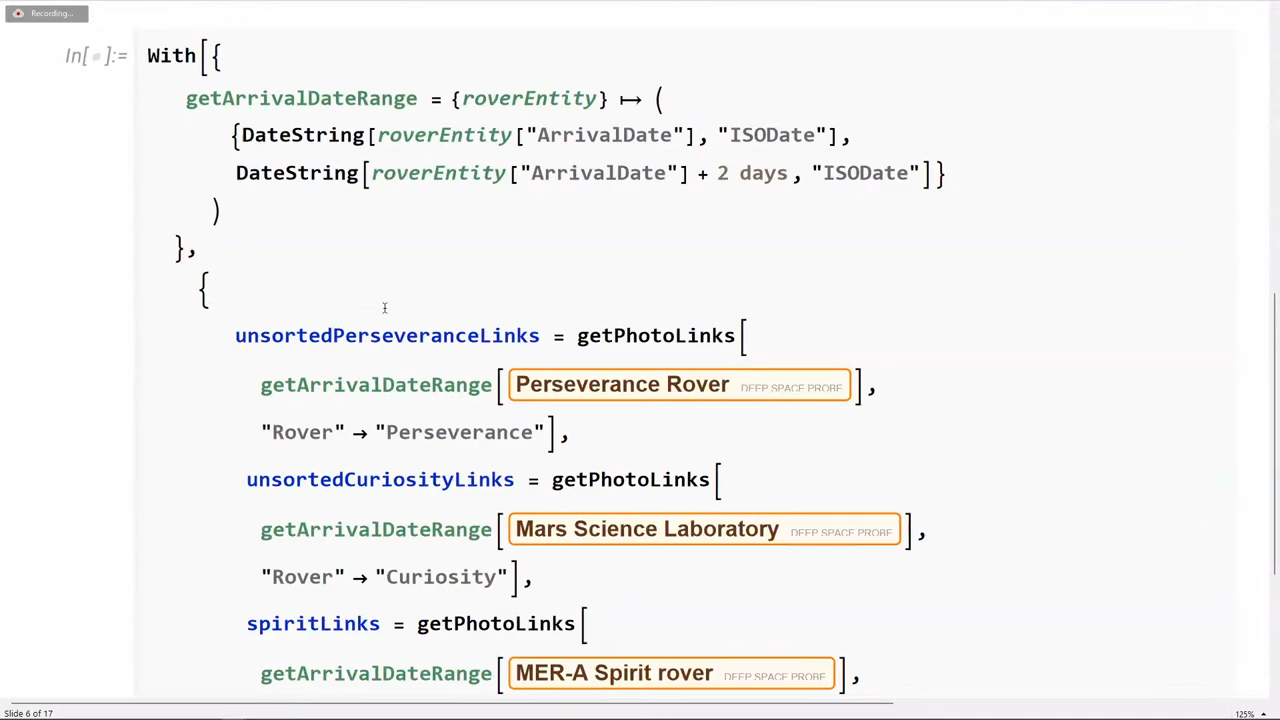 Recording...
In[ ]:= With[{
getArrivalDateRange = {roverEntity} ↦ (
{DateString[roverEntity["ArrivalDate"], "ISODate"],
DateString[roverEntity["ArrivalDate"] + 2 days, "ISODate"]}
)
},
{
unsortedPerseveranceLinks = getPhotoLinks[
getArrivalDateRange[Perseverance Rover DEEP SPACE PROBE],
"Rover" → "Perseverance"],
unsortedCuriosityLinks = getPhotoLinks[
getArrivalDateRange[Mars Science Laboratory DEEP SPACE PROBE],
"Rover" → "Curiosity"],
spiritLinks = getPhotoLinks[
getArrivalDateRange[MER-A Spirit rover DEEP SPACE PROBE],
Slide 6 of 17
125%